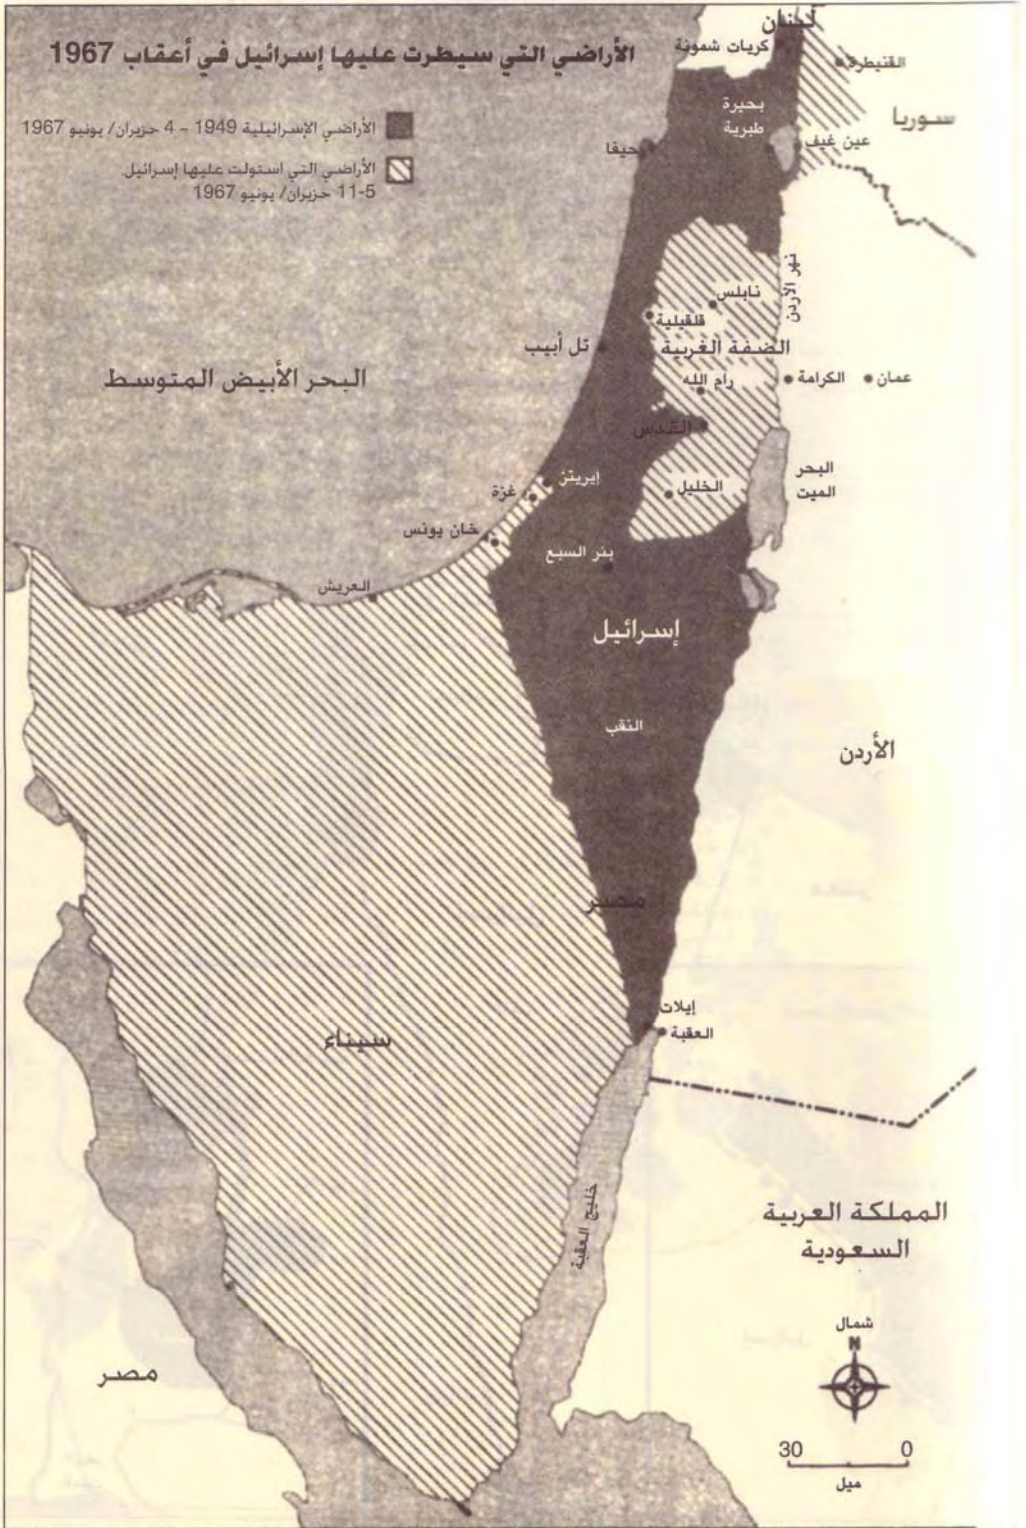 الأراضي التي سيطرت عليها إسرائيل في أعقاب 1967
الأراضي الإسرائيلية 1949 - 4 حزيران/ يونيو 1967
الأراضي التي استولت عليها إسرائيل
5-11 حزيران/ يونيو 1967
لبنان
كريات شمونة
القنيطرة
سوريا
بحيرة
طبرية
عين غيف
حيفا
نهر الأردن
نابلس
قلقيلية
تل أبيب
الضفة الغربية
البحر الأبيض المتوسط
رام الله
الكرامة
عمان
القدس
البحر
الميت
إيريتز
غزة
الخليل
خان يونس
بئر السبع
العريش
إسرائيل
النقب
الأردن
مصر
إيلات
العقبة
سيناء
خليج العقبة
المملكة العربية
السعودية
مصر
شمال
N
30 0
ميل